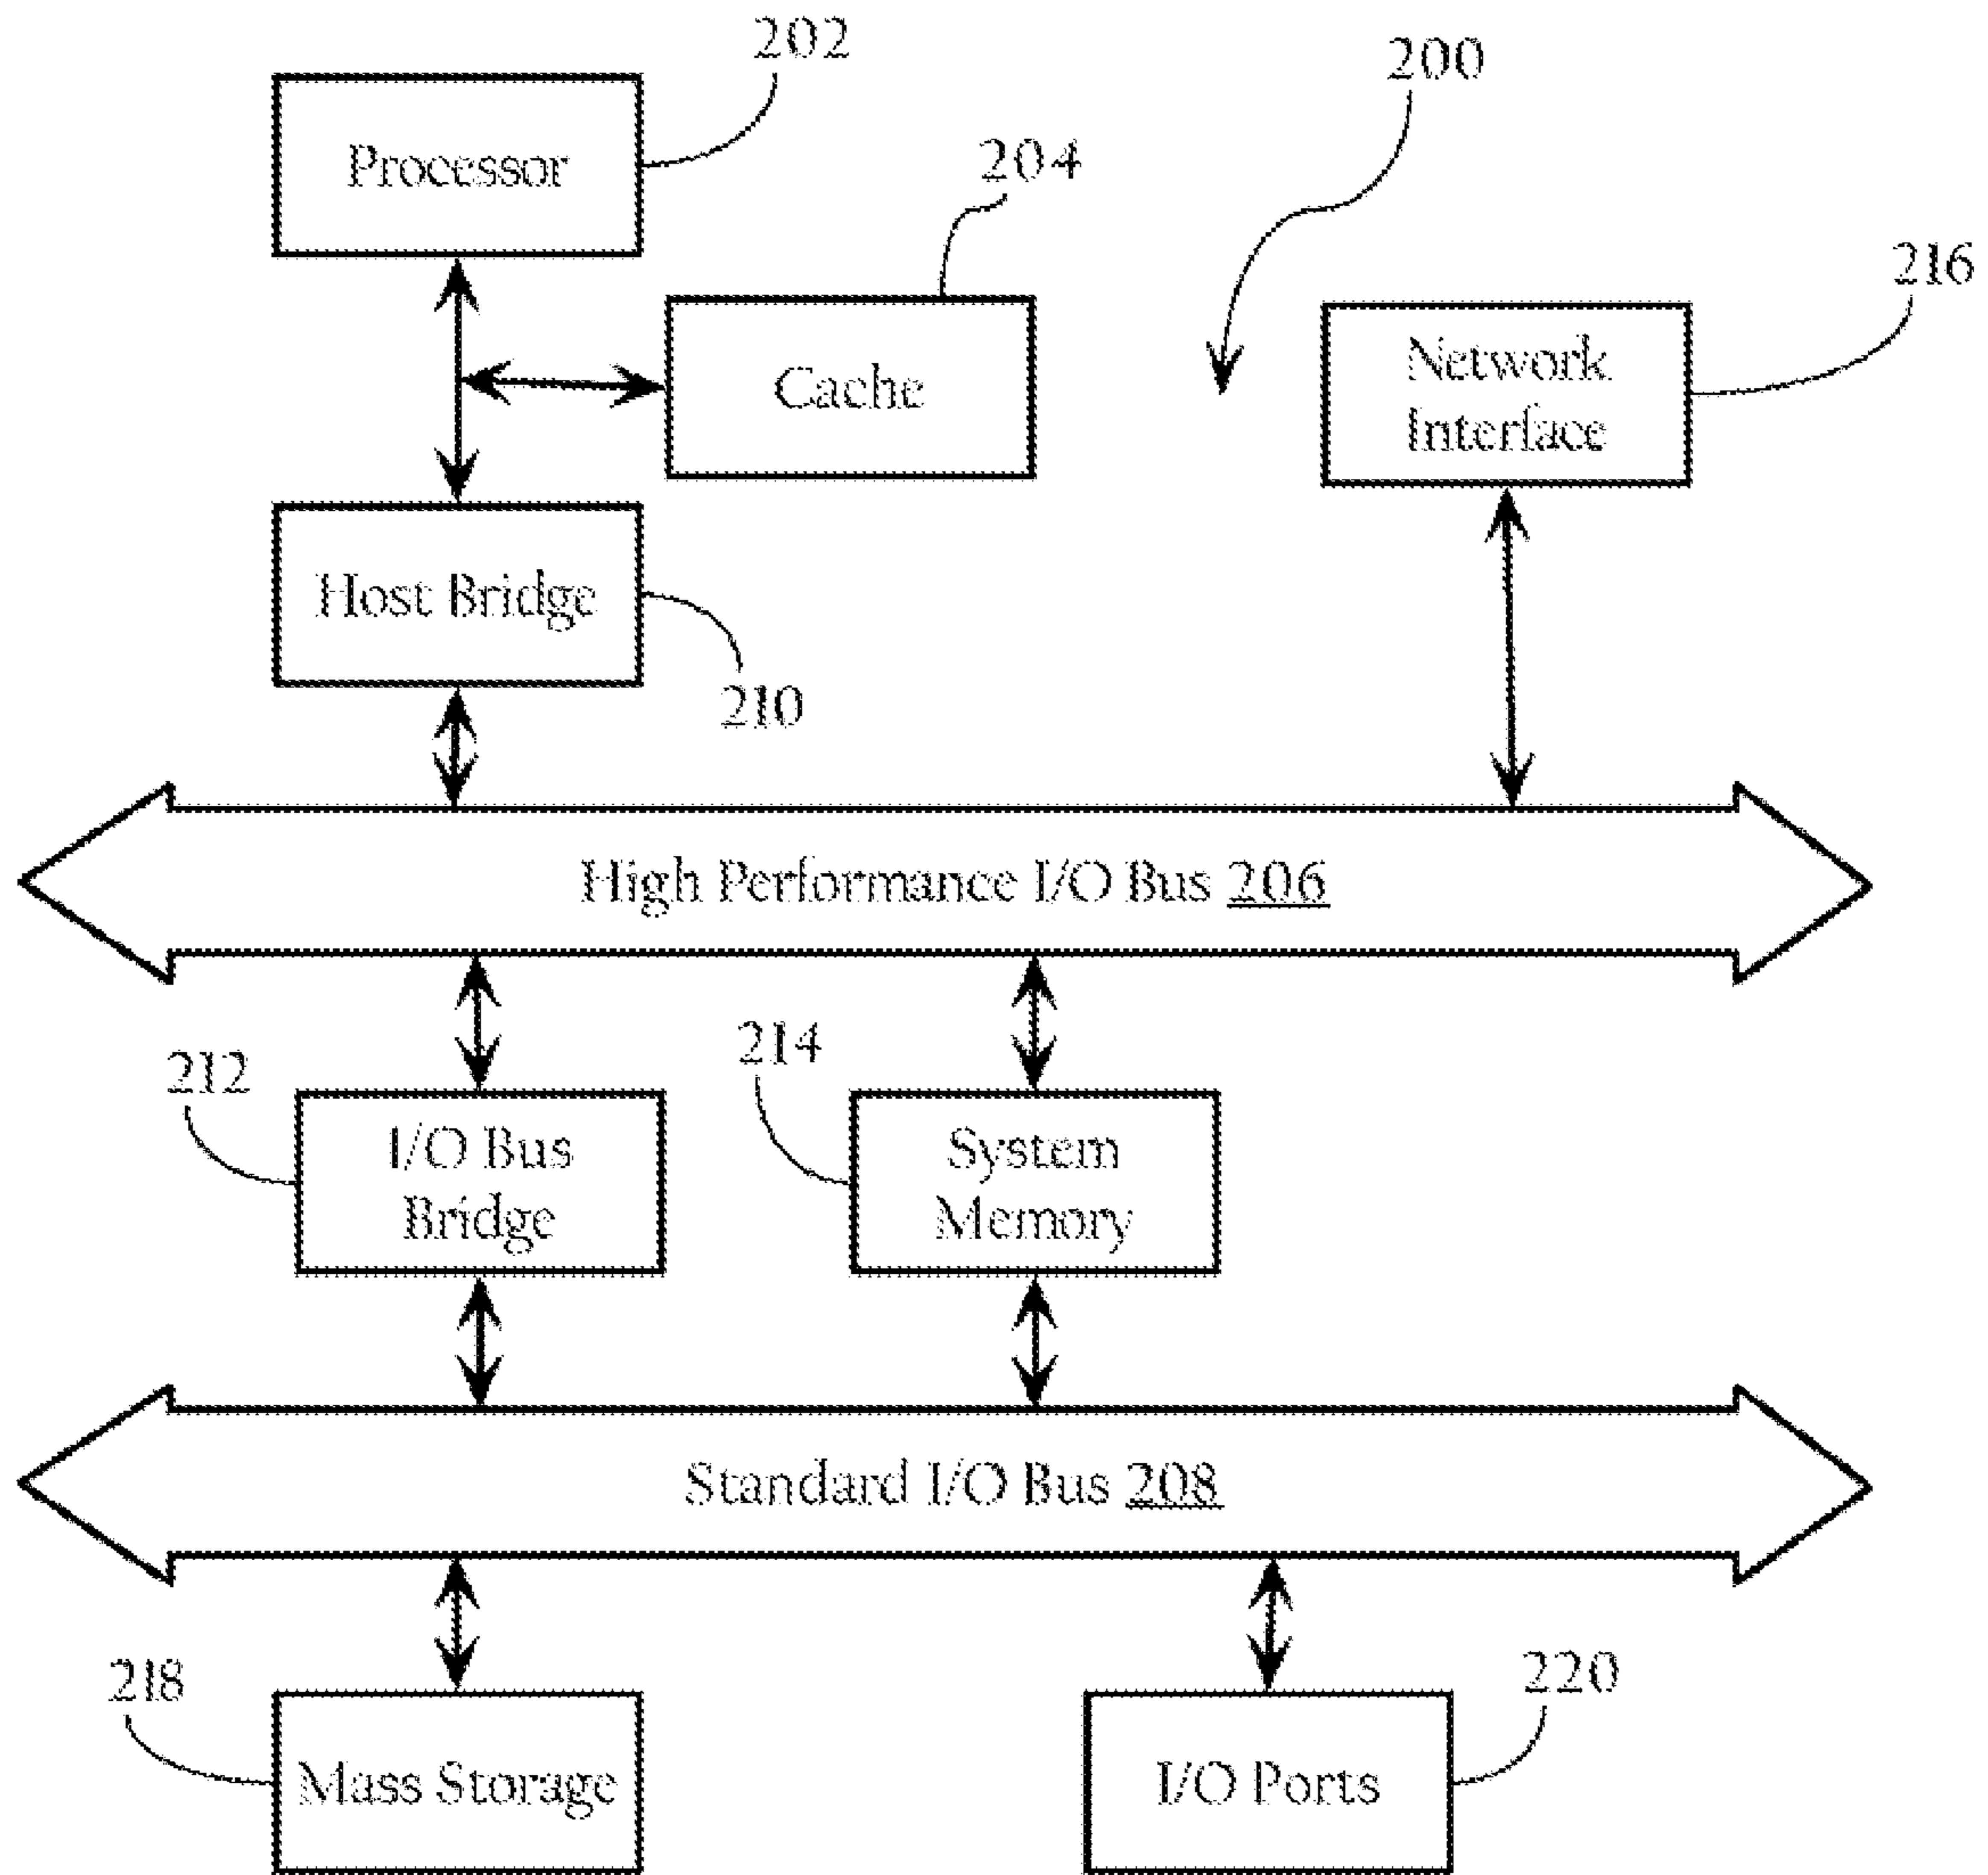 202
200
Processor
204
216
Cache
Network
Interface
Host Bridge
210
High Performance I/O Bus 206
212
214
I/O Bus
Bridge
System
Memory
Standard I/O Bus 208
218
220
Mass Storage
I/O Ports